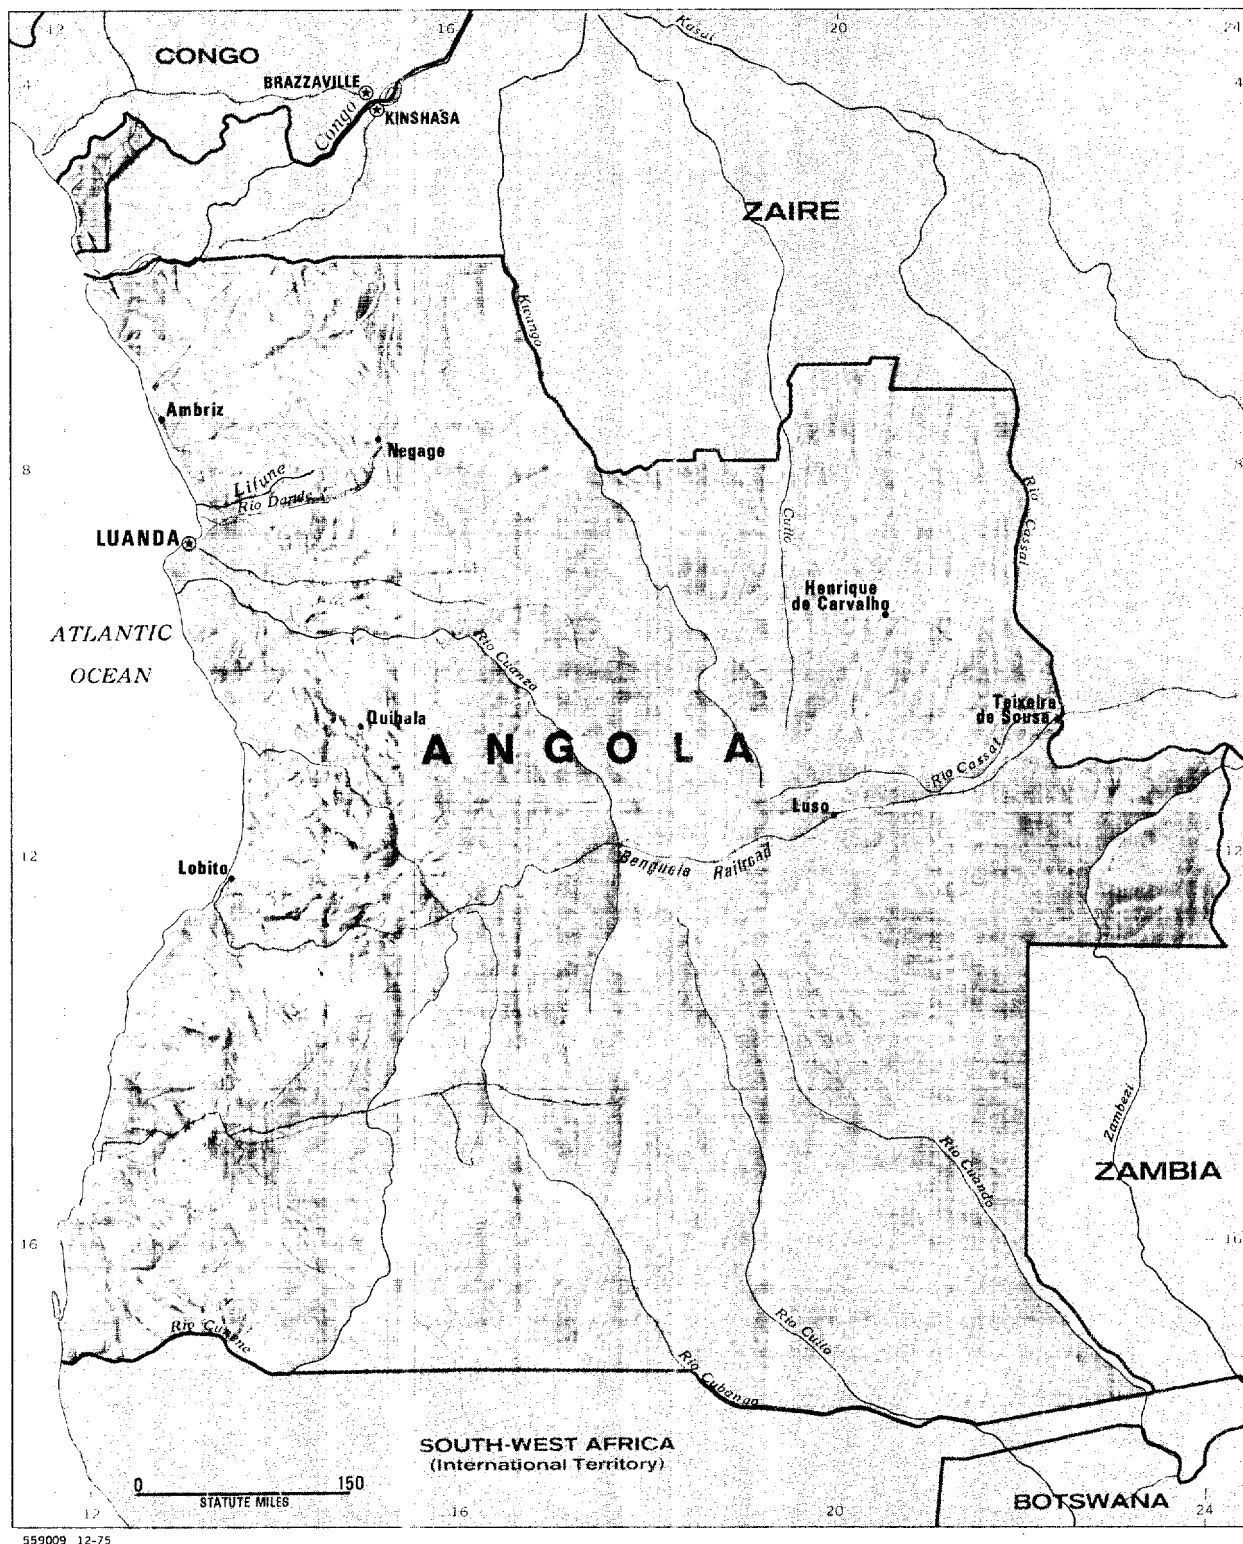 12
16
20
24
CONGO
Kasai
4
BRAZZAVILLE
4
Congo
KINSHASA
ZAIRE
Kwango
Ambriz
Negage
8
8
Lifune
Rio Dande
Rio
Cassai
Cuilo
LUANDA
Henrique
de Carvalho
ATLANTIC
OCEAN
Rio Cuanza
Teixeira
de Sousa
Quibala
ANGOLA
Rio Cassai
Luso
12
12
Benguela Railroad
Lobito
Zambezi
Rio Cuando
ZAMBIA
16
16
Rio Cunene
Rio Cuito
Rio Cubango
SOUTH-WEST AFRICA
(International Territory)
0 150
STATUTE MILES
BOTSWANA
12
16
20
24
559009 12-75